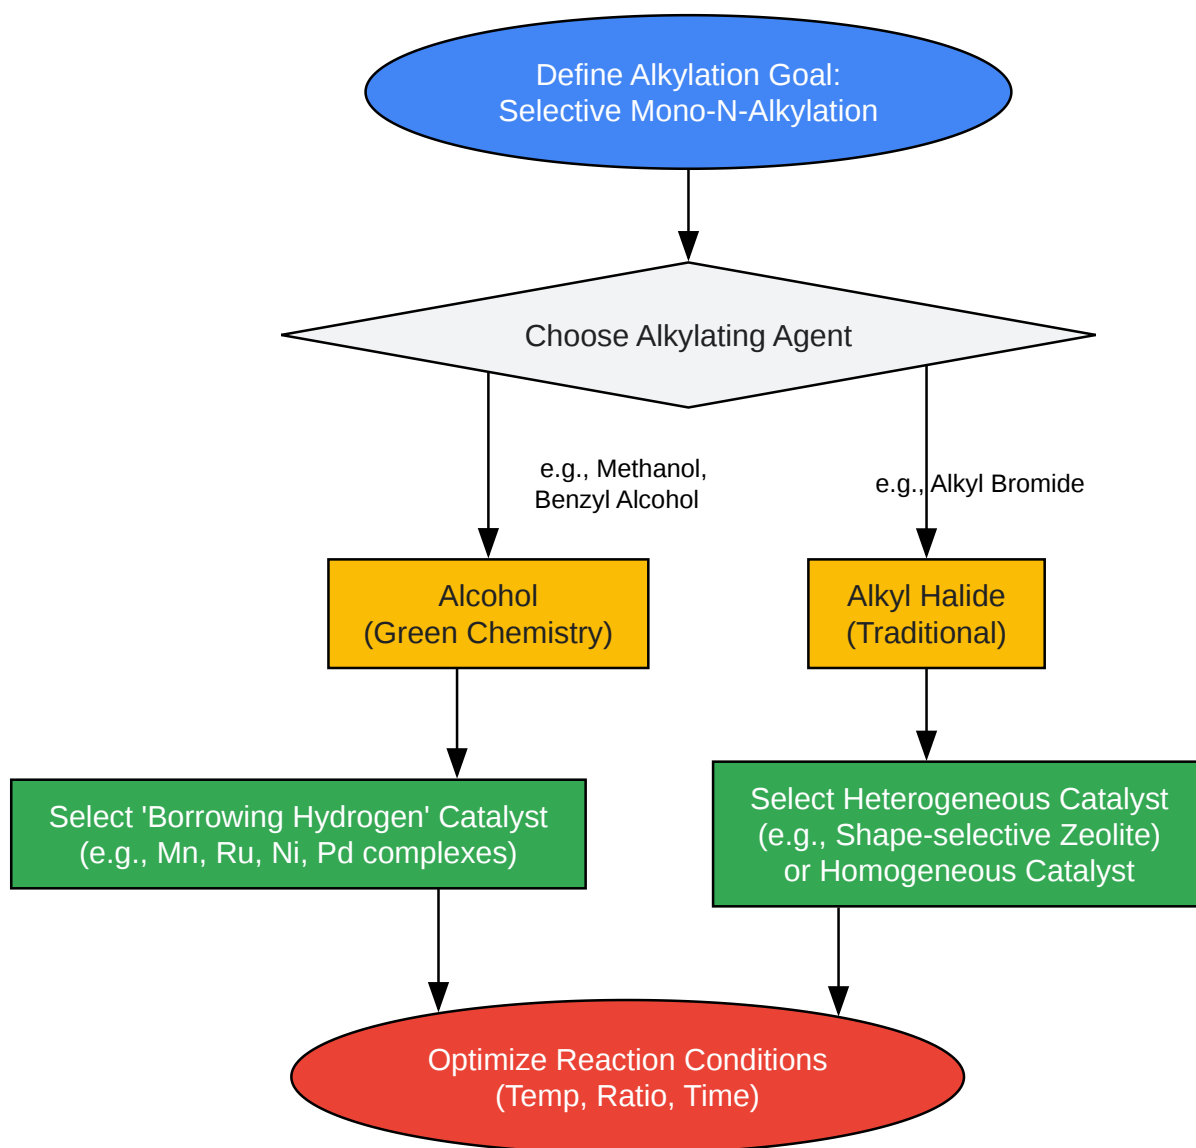 Define Alkylation Goal:
Selective Mono-N-Alkylation
Choose Alkylating Agent
e.g., Methanol,
Benzyl Alcohol
e.g., Alkyl Bromide
Alcohol
(Green Chemistry)
Alkyl Halide
(Traditional)
Select 'Borrowing Hydrogen' Catalyst
(e.g., Mn, Ru, Ni, Pd complexes)
Select Heterogeneous Catalyst
(e.g., Shape-selective Zeolite)
or Homogeneous Catalyst
Optimize Reaction Conditions
(Temp, Ratio, Time)